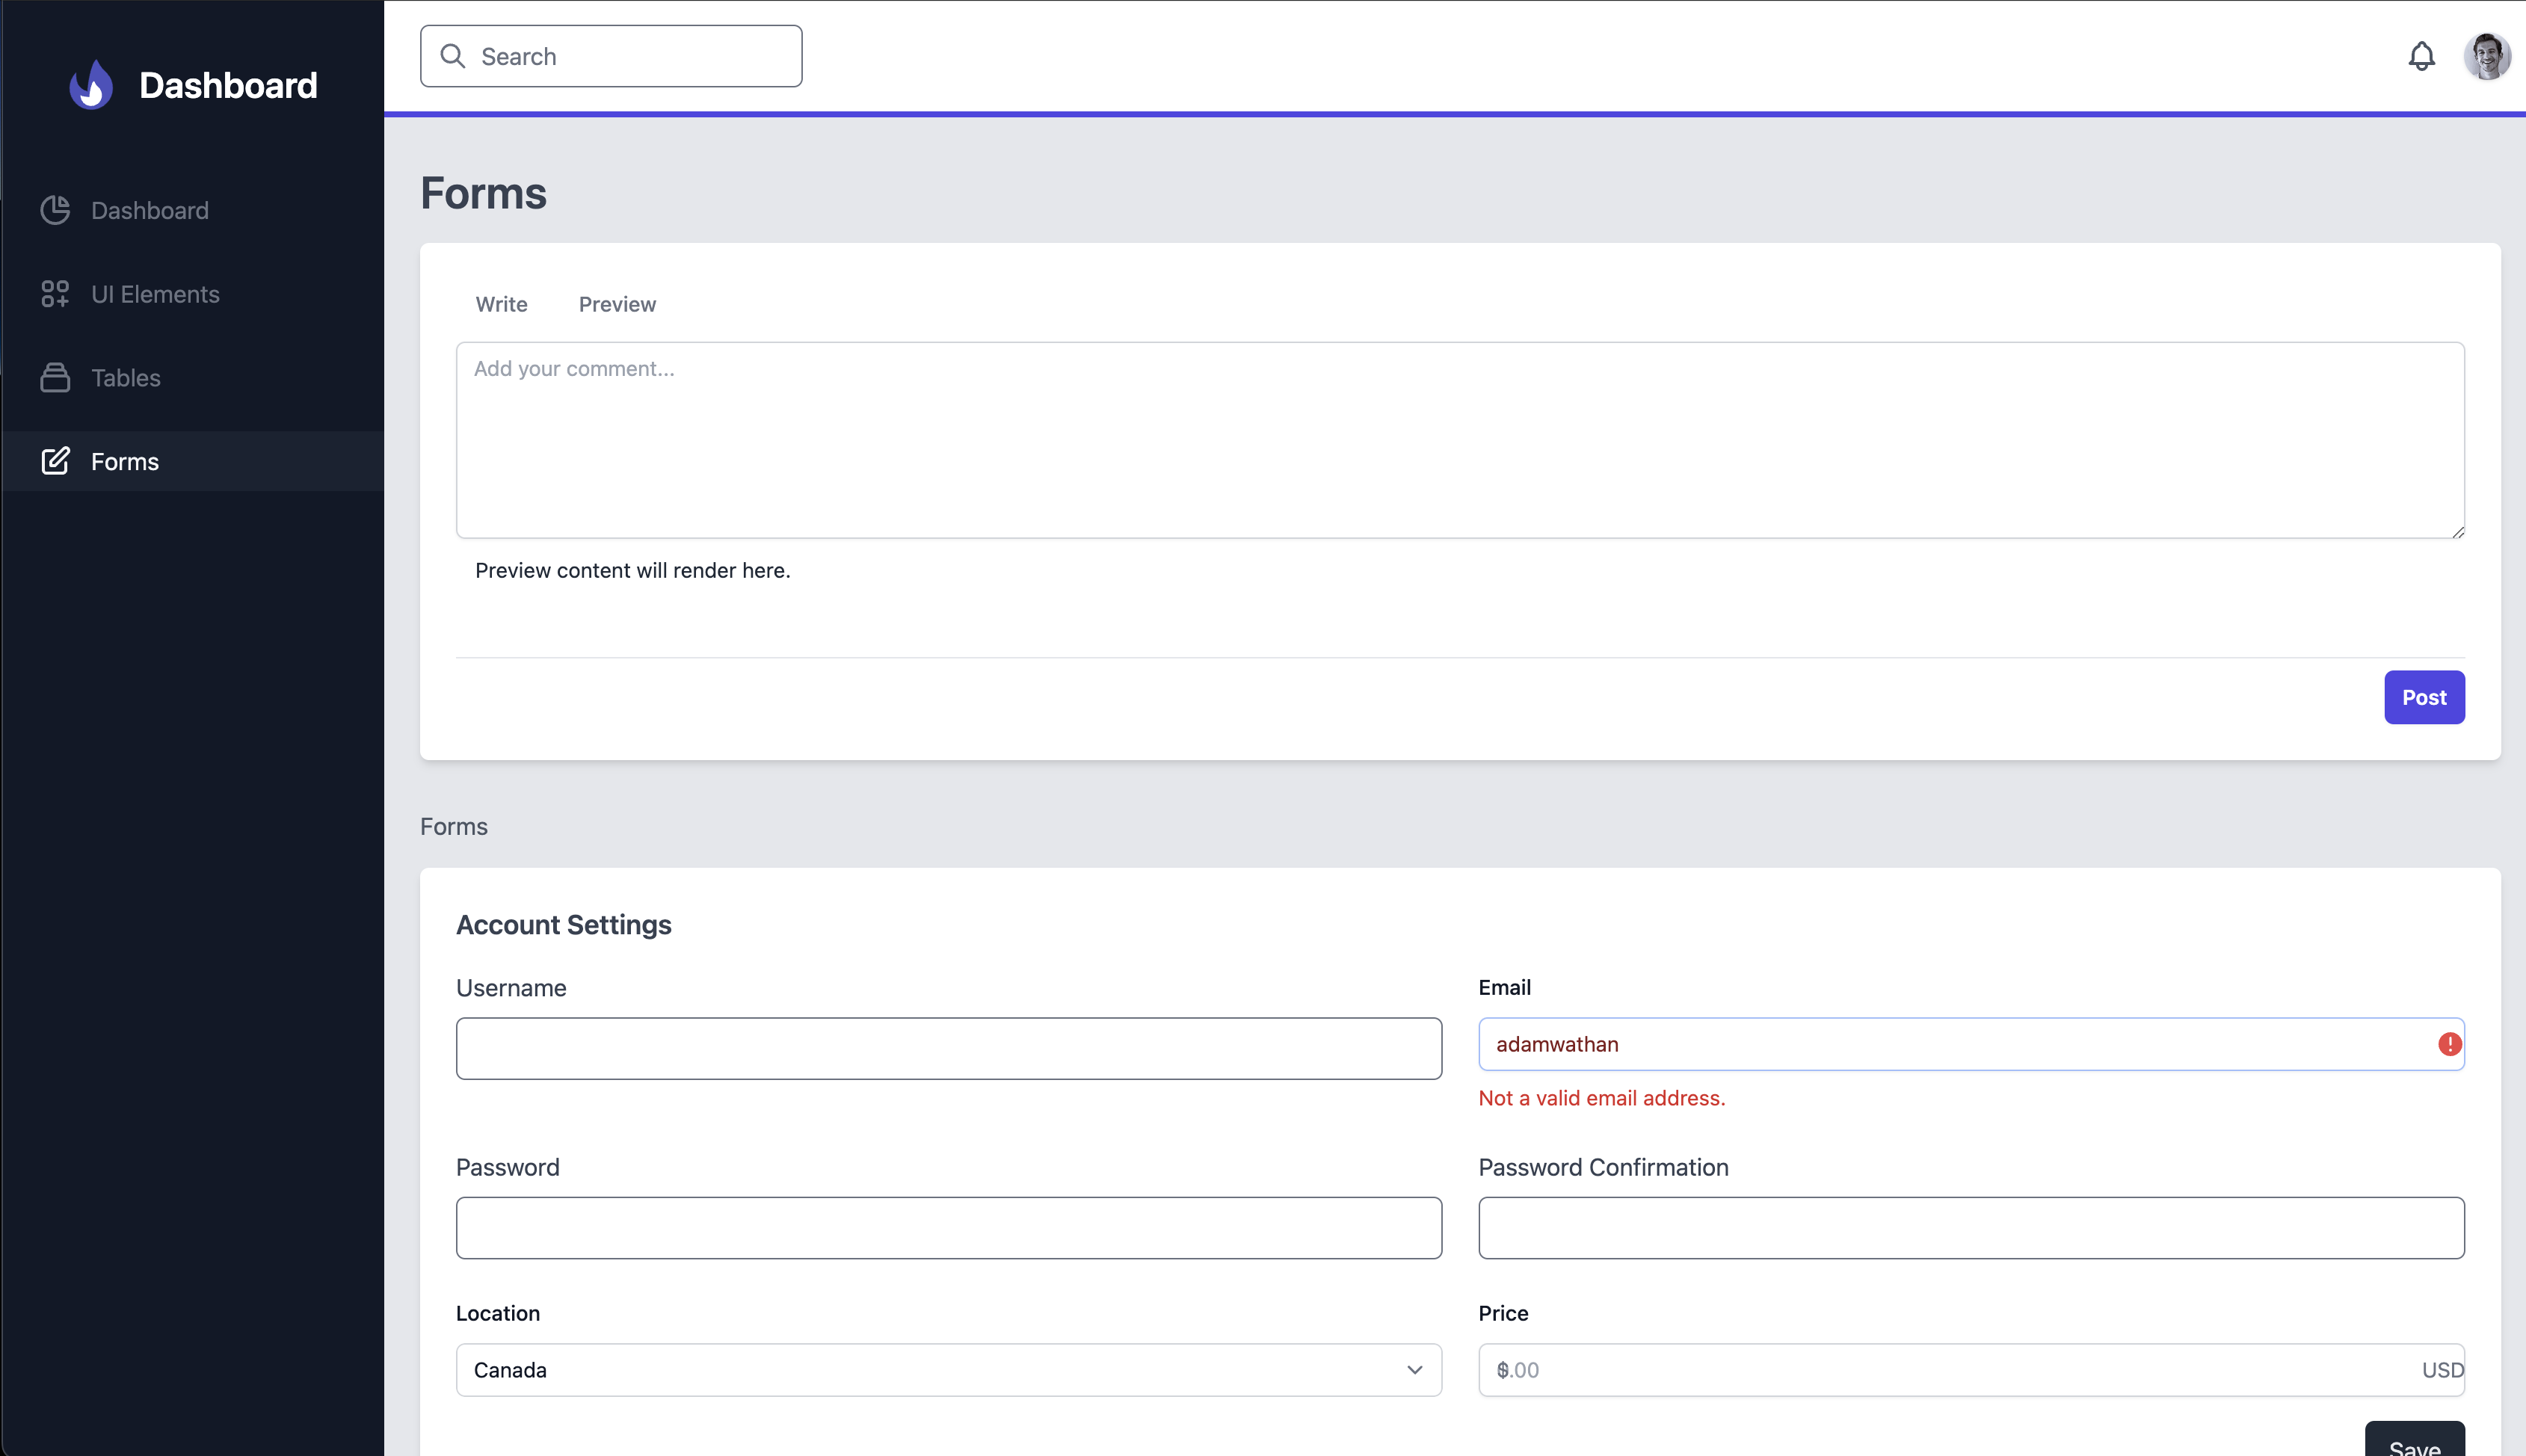 Dashboard
Search
Dashboard
UI Elements
Tables
Forms
Forms
Write Preview
Add your comment...
Preview content will render here.
Post
Forms
Account Settings
Username
Email
adamwathan
Not a valid email address.
Password
Password Confirmation
Location
Price
Canada
$.00 USD
Save